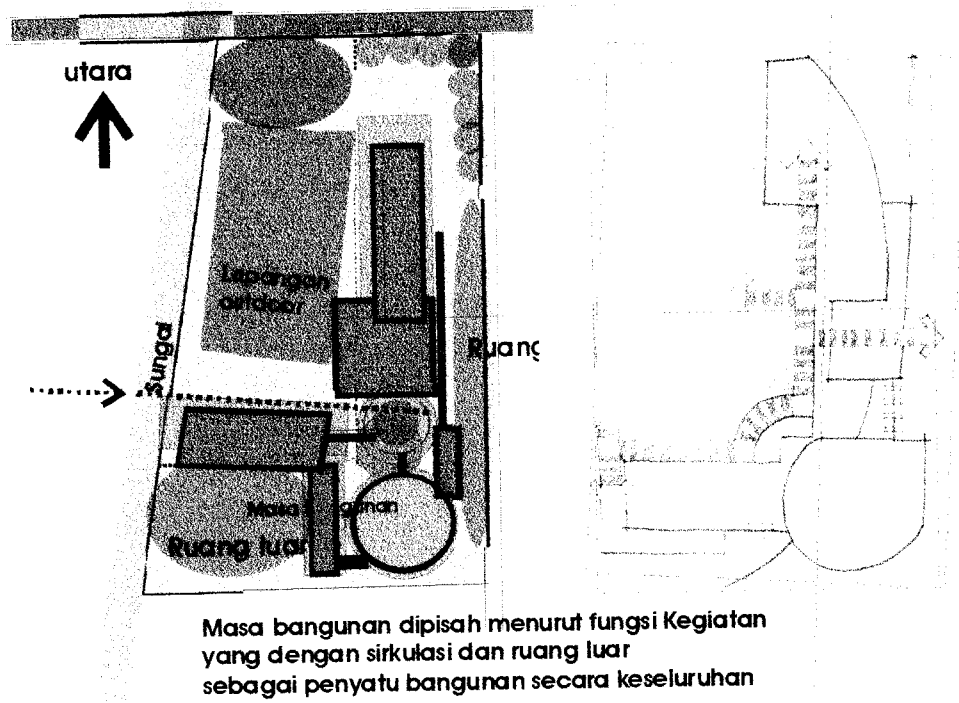 utara
Lapangan
outdoor
Sungai
Ruang
Masa bangunan
Ruang luar
Masa bangunan dipisah menurut fungsi Kegiatan
yang dengan sirkulasi dan ruang luar
sebagai penyatu bangunan secara keseluruhan